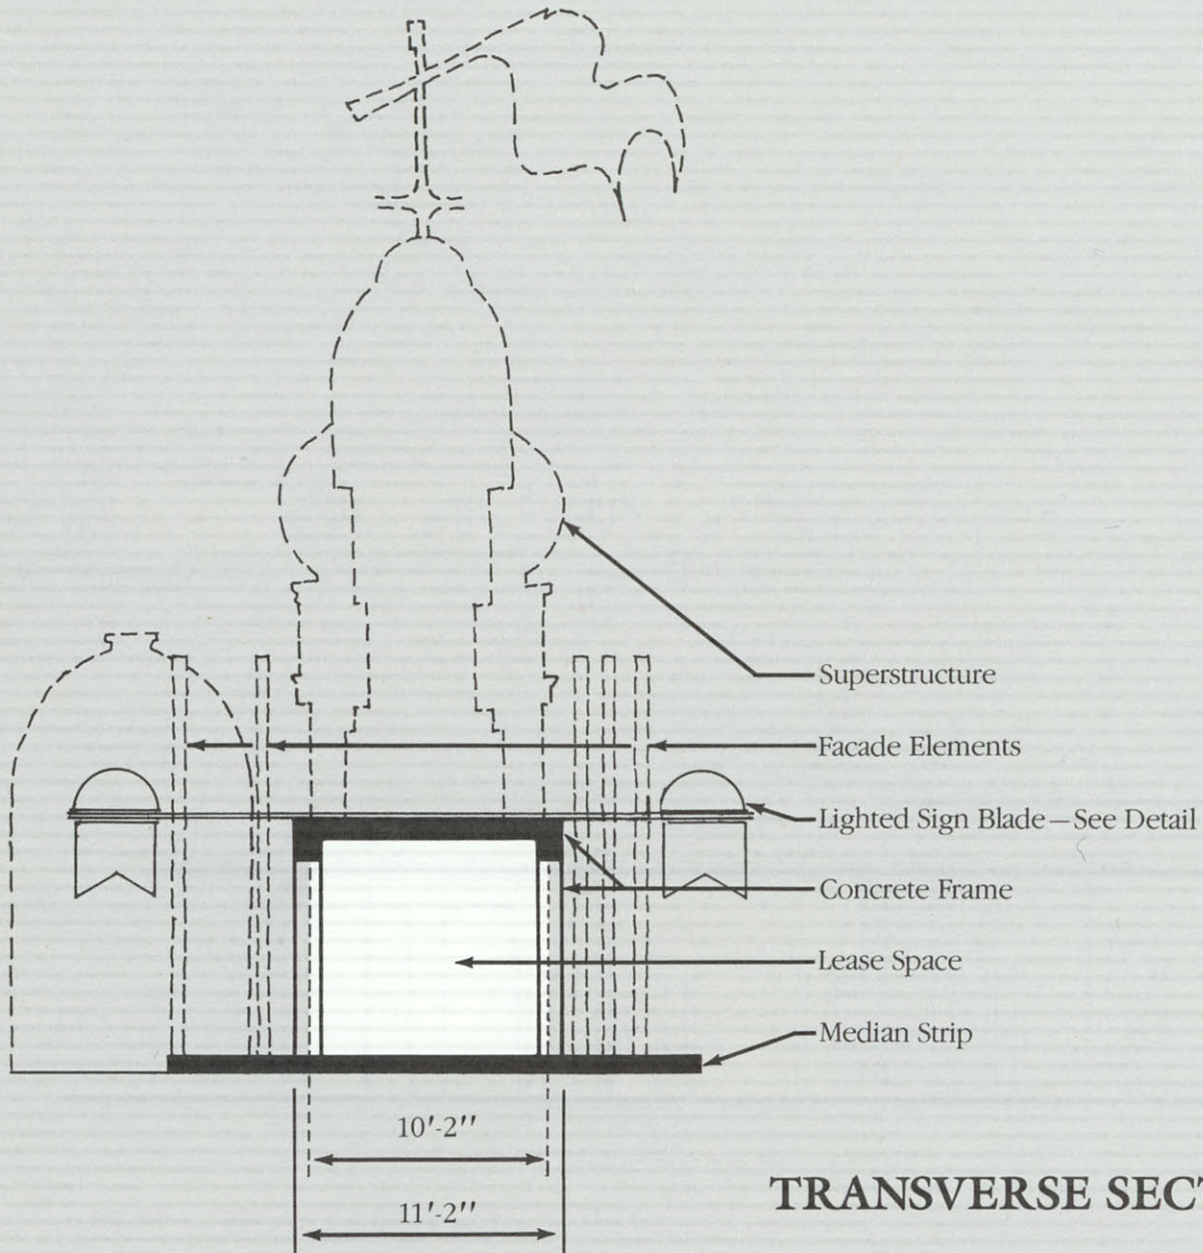 Superstructure
Facade Elements
Lighted Sign Blade—See Detail
Concrete Frame
Lease Space
Median Strip
10'-2''
TRANSVERSE SECT
11'-2''